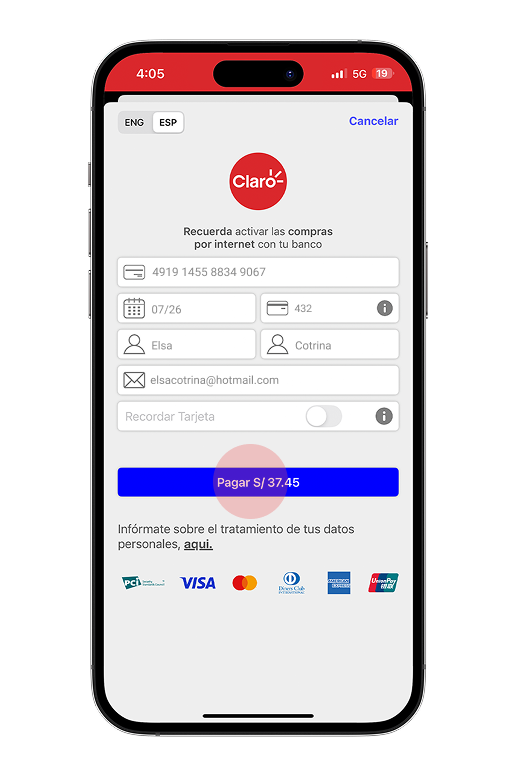 4:05
5G 19
ENG ESP Cancelar
Claro
Recuerda activar las compras
por internet con tu banco
4919 1455 8834 9067
07/26 432
Elsa Cotrina
elsacotrina@hotmail.com
Recordar Tarjeta
Pagar S/ 37.45
Infórmate sobre el tratamiento de tus datos
personales, aquí.
PCI VISA Diners Club INTERNATIONAL AMERICAN EXPRESS UnionPay 银联